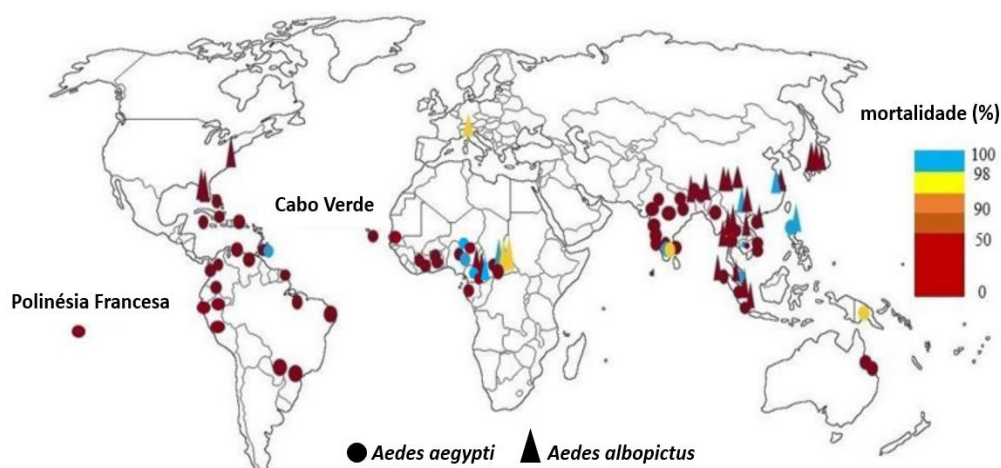 mortalidade (%)
100
98
90
50
0
Cabo Verde
Polinésia Francesa
Aedes aegypti
Aedes albopictus